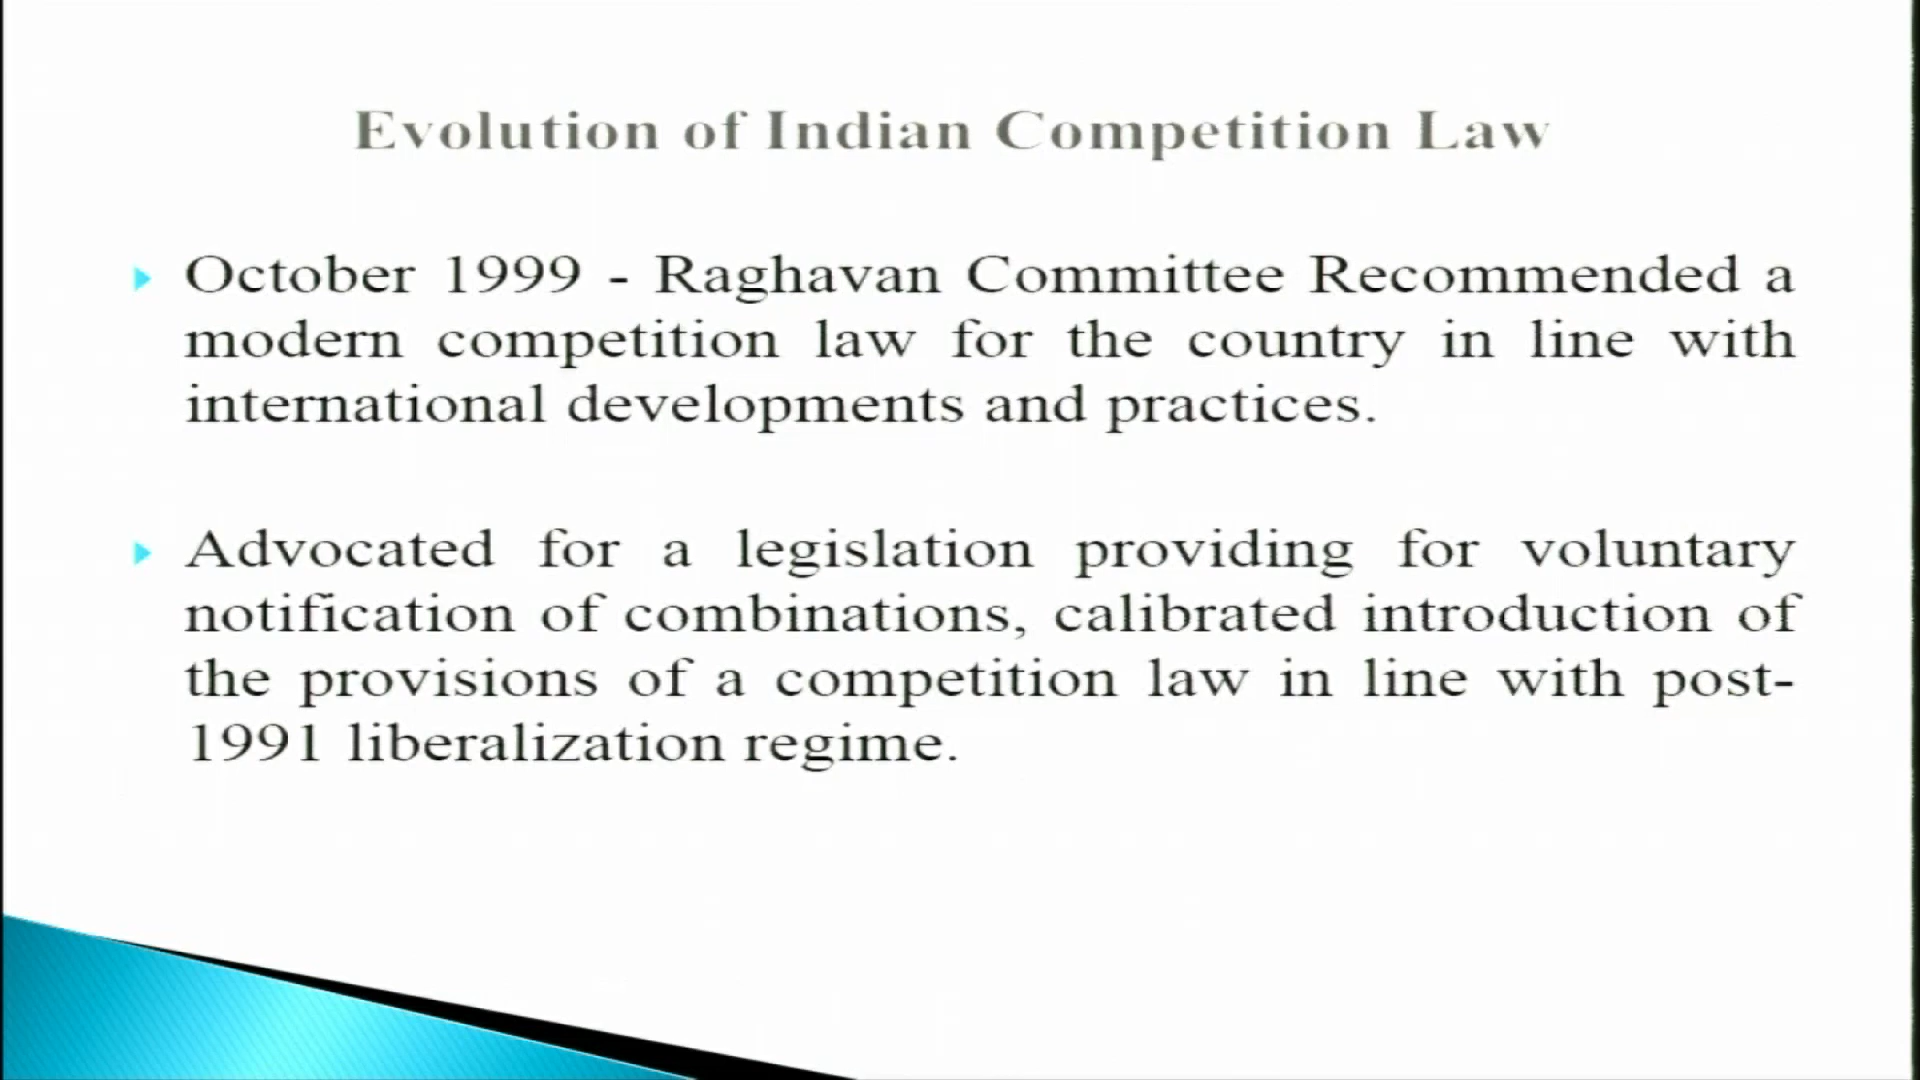 Evolution of Indian Competition Law
October 1999 - Raghavan Committee Recommended a
modern competition law for the country in line with
international developments and practices.
Advocated for a legislation providing for voluntary
notification of combinations, calibrated introduction of
the provisions of a competition law in line with post-
1991 liberalization regime.